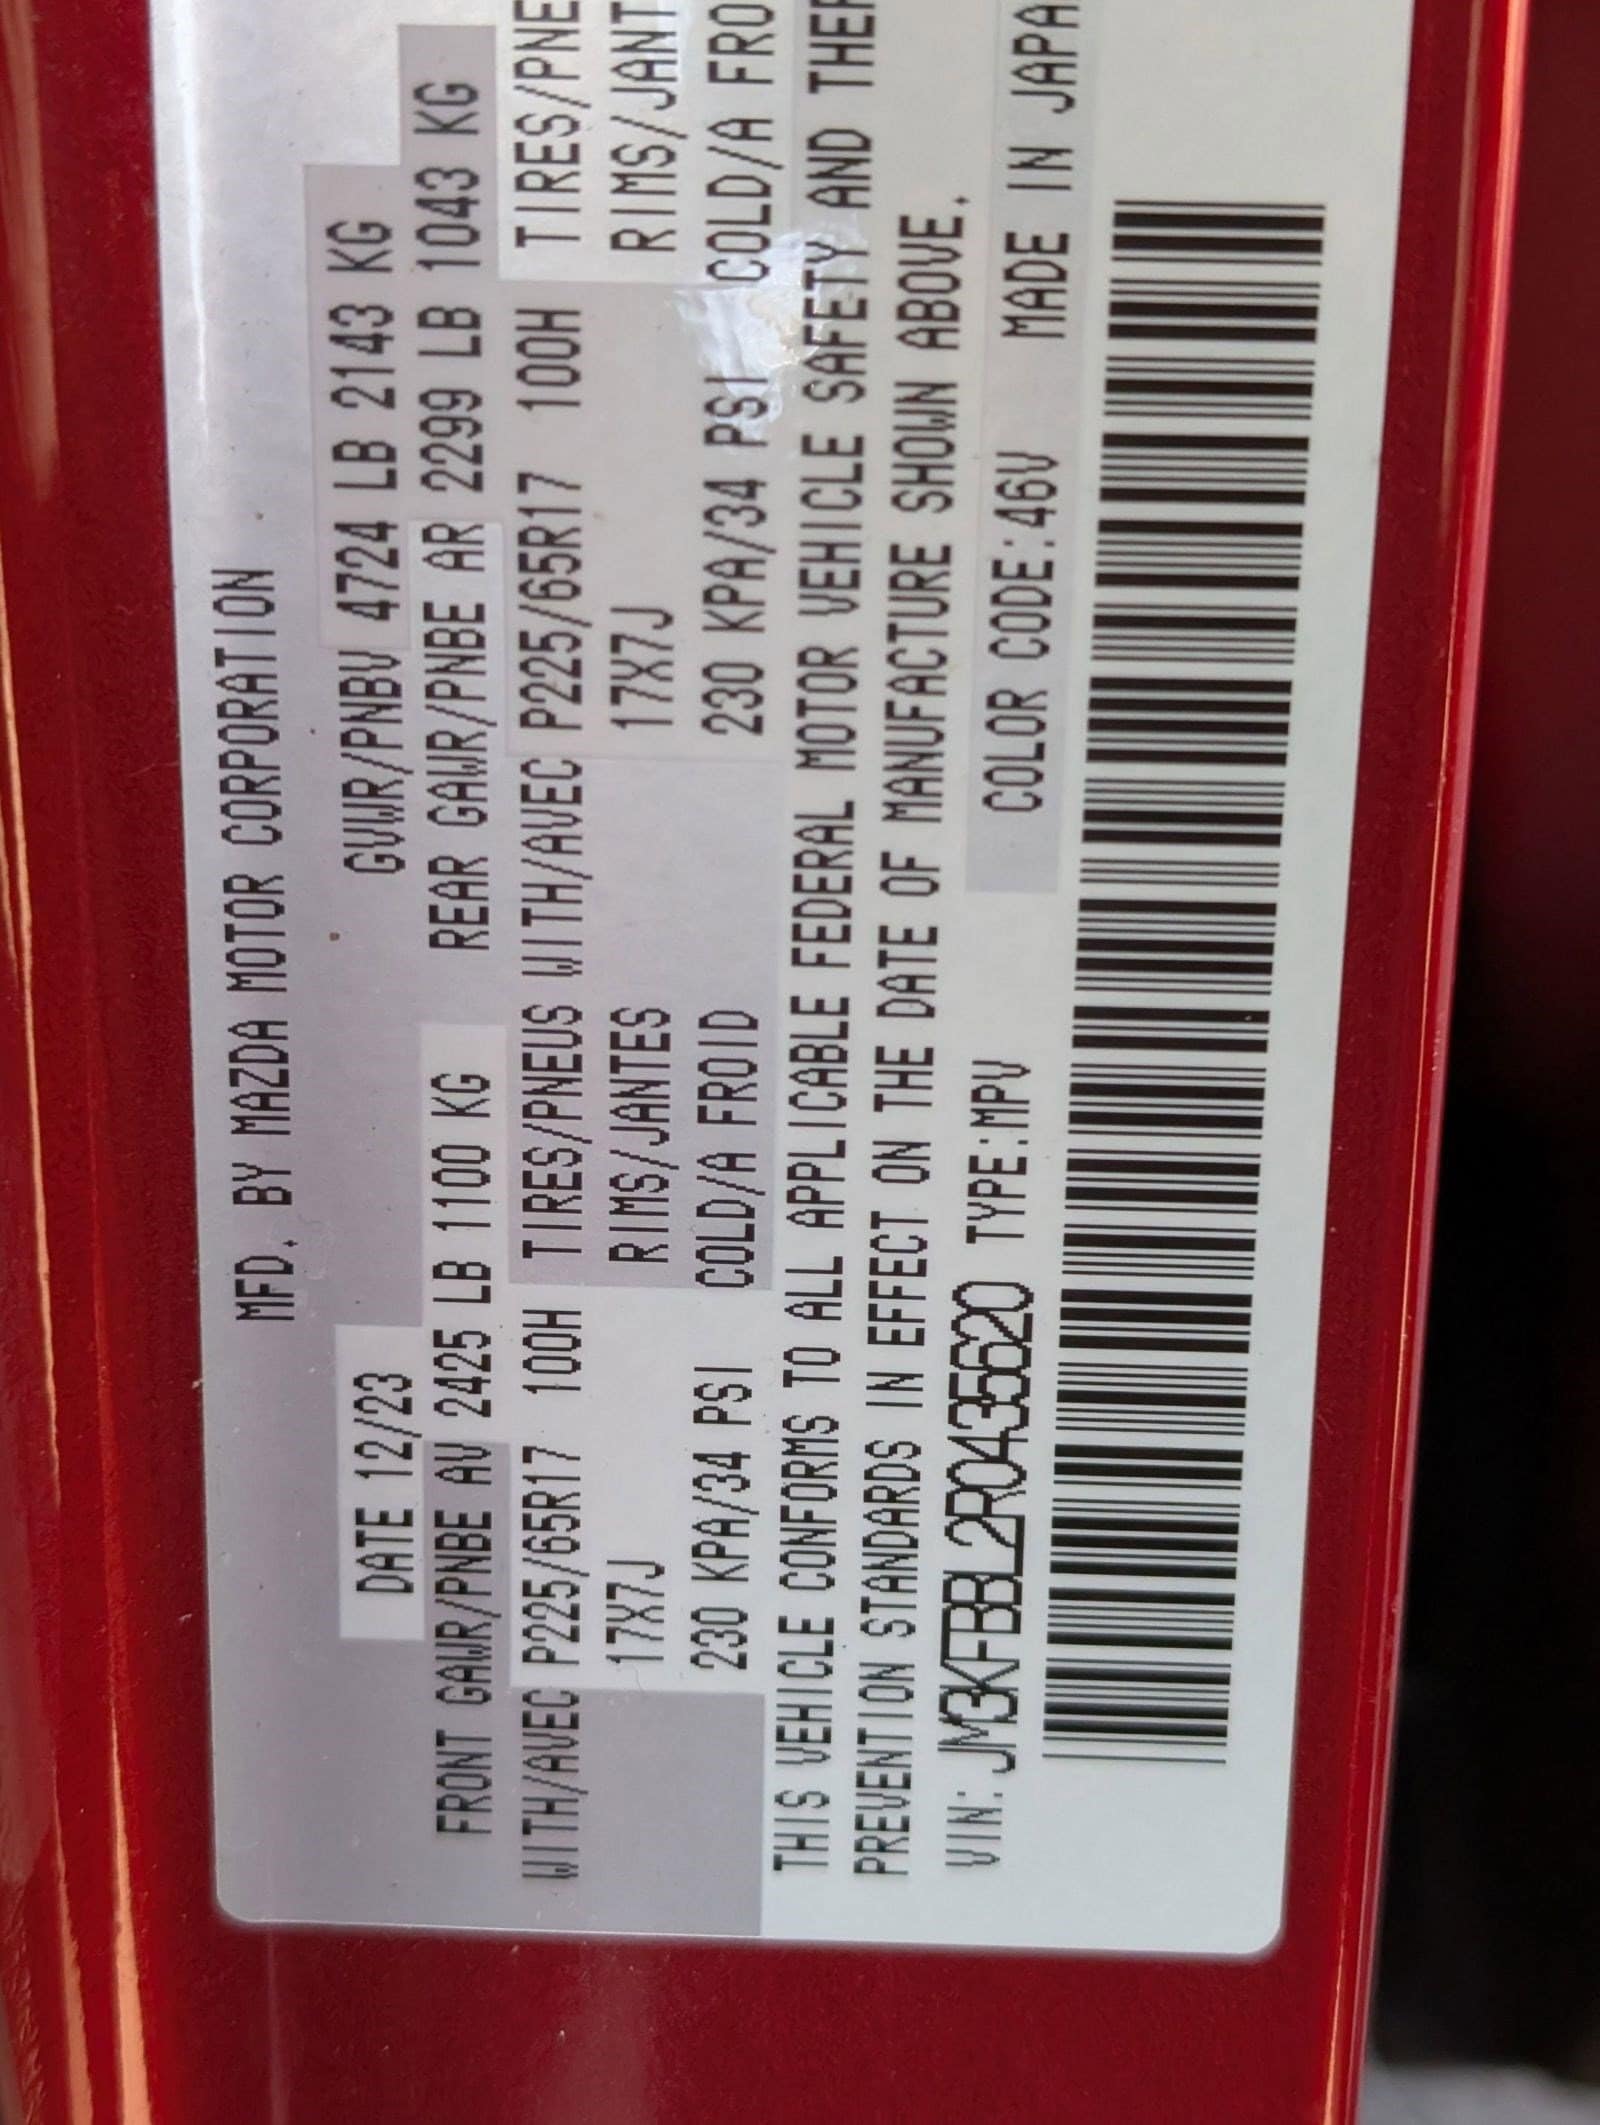 MFD. BY MAZDA MOTOR CORPORATION
DATE 12/23 GVWR/PNBV 4724 LB 2143 KG
FRONT GAWR/PNBE AV 2425 LB 1100 KG REAR GAWR/PNBE AR 2299 LB 1043 KG
WITH/AVEC P225/65R17 100H TIRES/PNEUS WITH/AVEC P225/65R17 100H TIRES/PNE
17X7J RIMS/JANTES 17X7J RIMS/JANT
230 KPA/34 PSI COLD/A FROID 230 KPA/34 PSI COLD/A FRO
THIS VEHICLE CONFORMS TO ALL APPLICABLE FEDERAL MOTOR VEHICLE SAFETY AND THEF
PREVENTION STANDARDS IN EFFECT ON THE DATE OF MANUFACTURE SHOWN ABOVE.
VIN: JM3KFBBL2R0435620 TYPE:MPV COLOR CODE:46V MADE IN JAPA